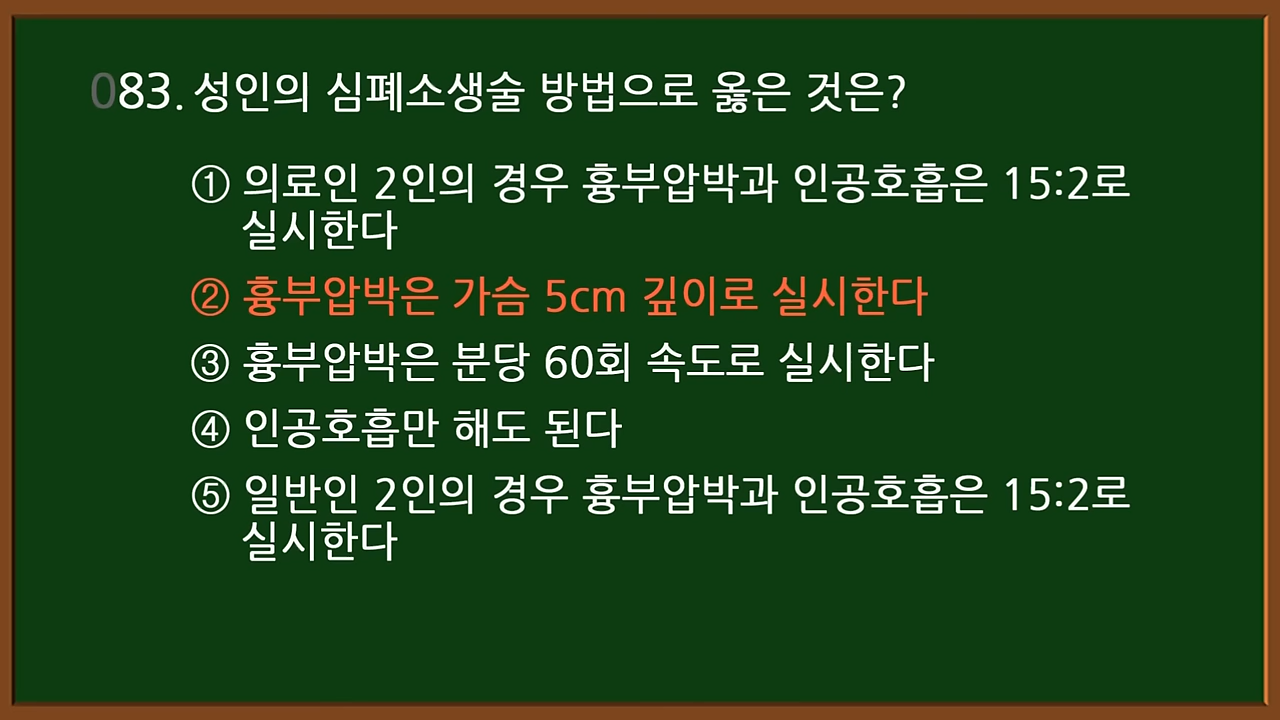 083. 성인의 심폐소생술 방법으로 옳은 것은?
① 의료인 2인의 경우 흉부압박과 인공호흡은 15:2로
실시한다
② 흉부압박은 가슴 5cm 깊이로 실시한다
③ 흉부압박은 분당 60회 속도로 실시한다
④ 인공호흡만 해도 된다
⑤ 일반인 2인의 경우 흉부압박과 인공호흡은 15:2로
실시한다